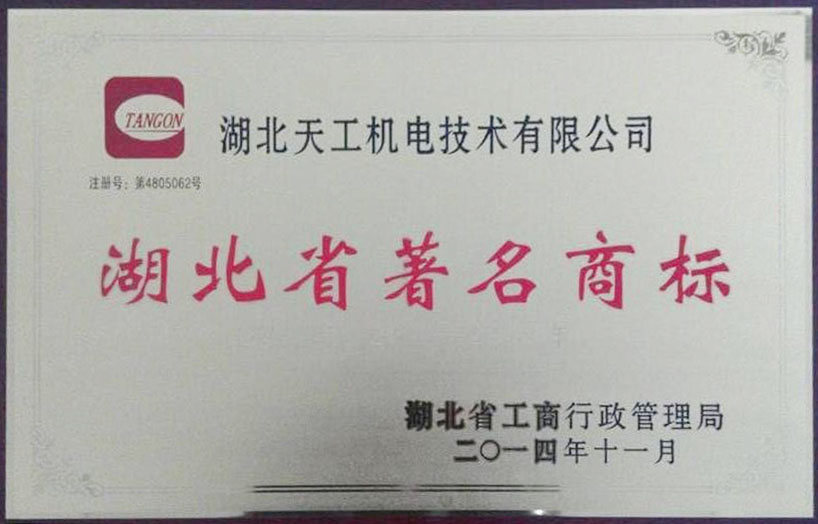 TANGON
湖北天工机电技术有限公司
注册号：第4805062号
湖北省著名商标
湖北省工商行政管理局
二〇一四年十一月